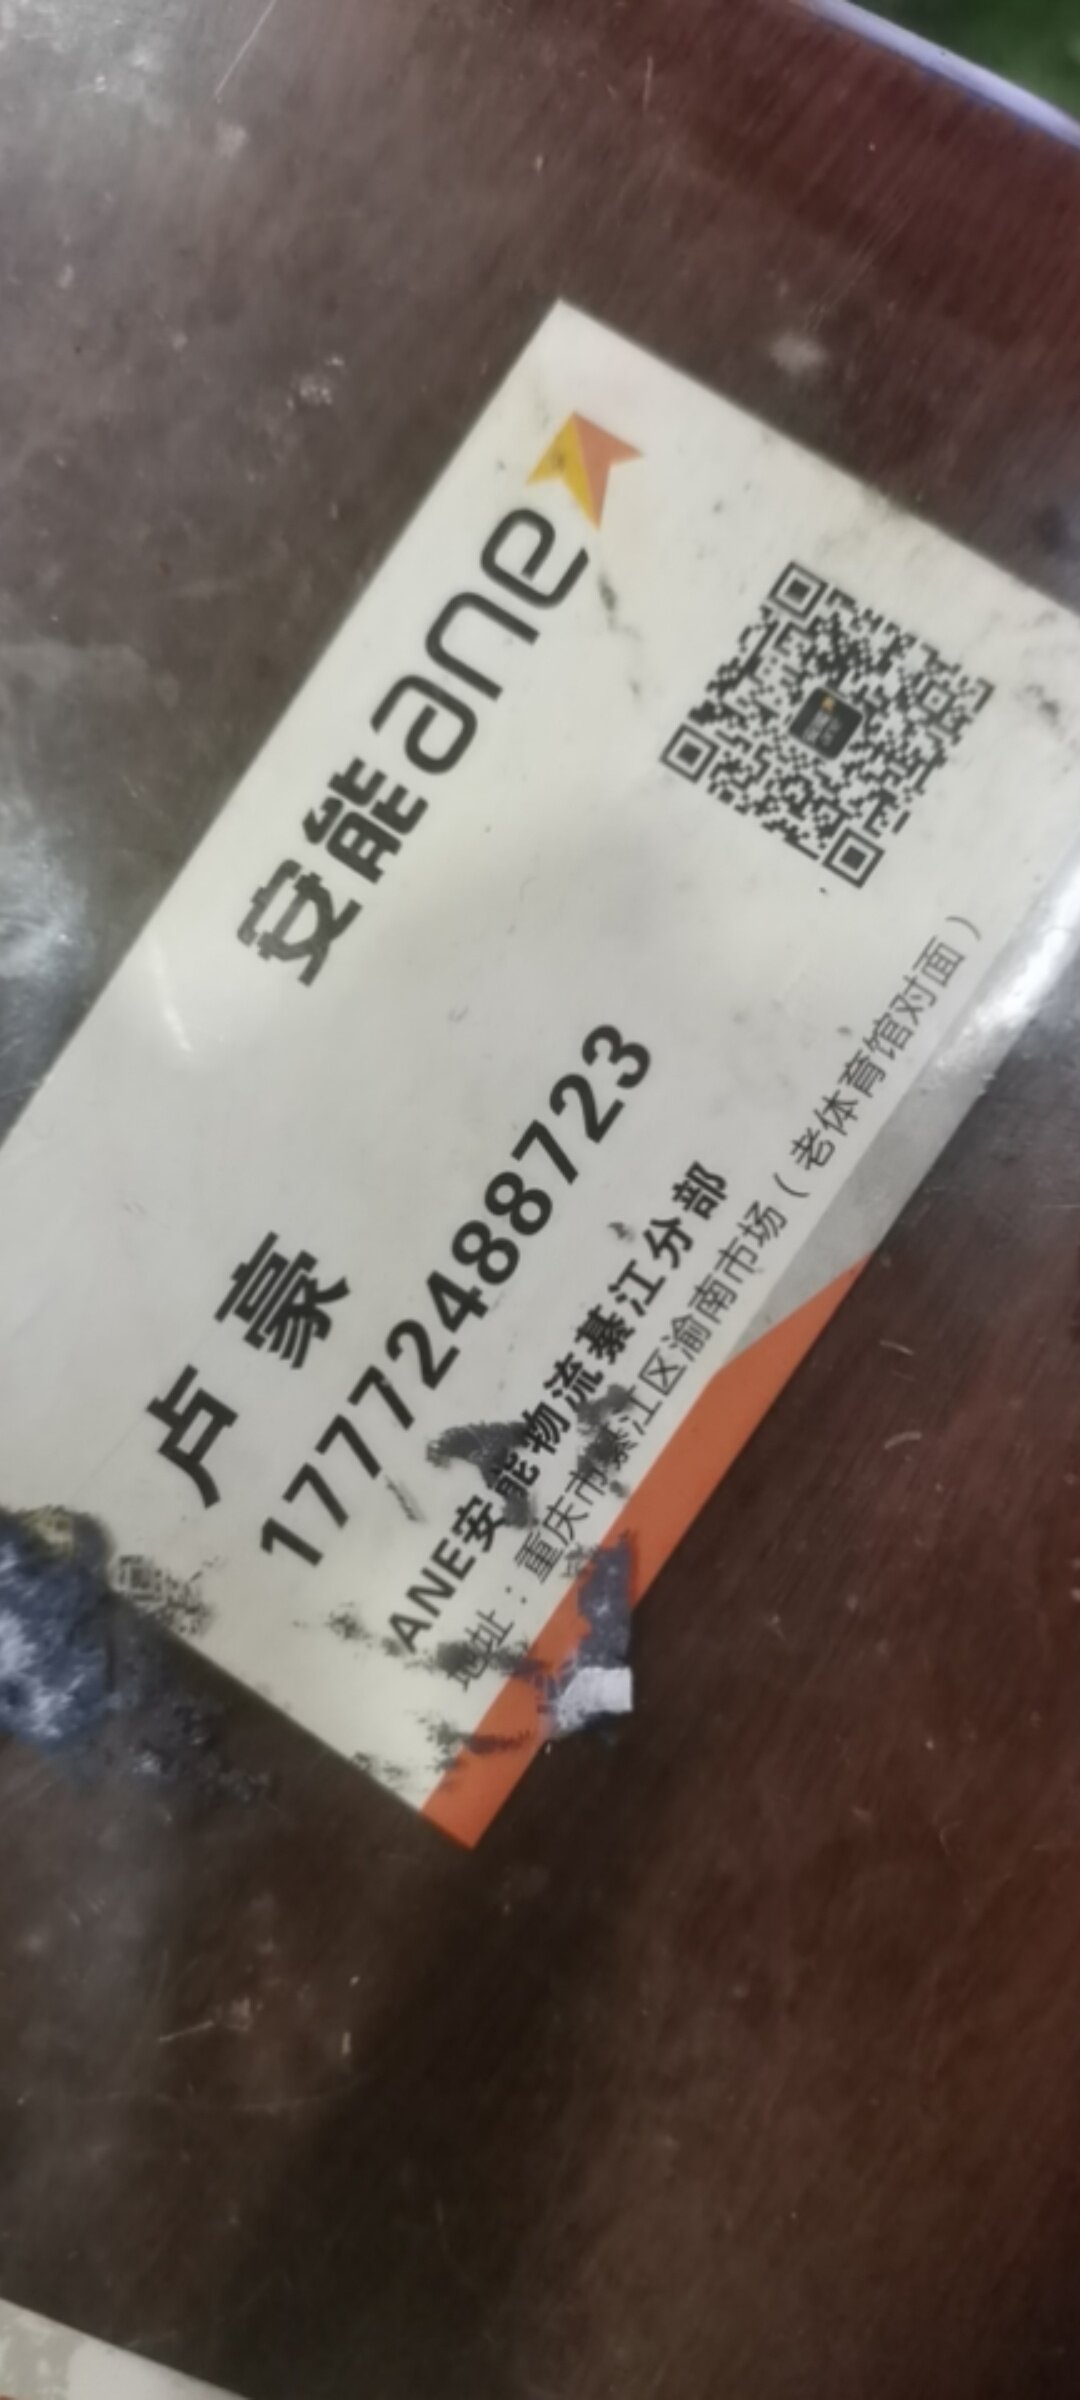 安能ane
卢豪
17772488723
ANE安能物流綦江分部
地址：重庆市綦江区渝南市场（老体育馆对面）